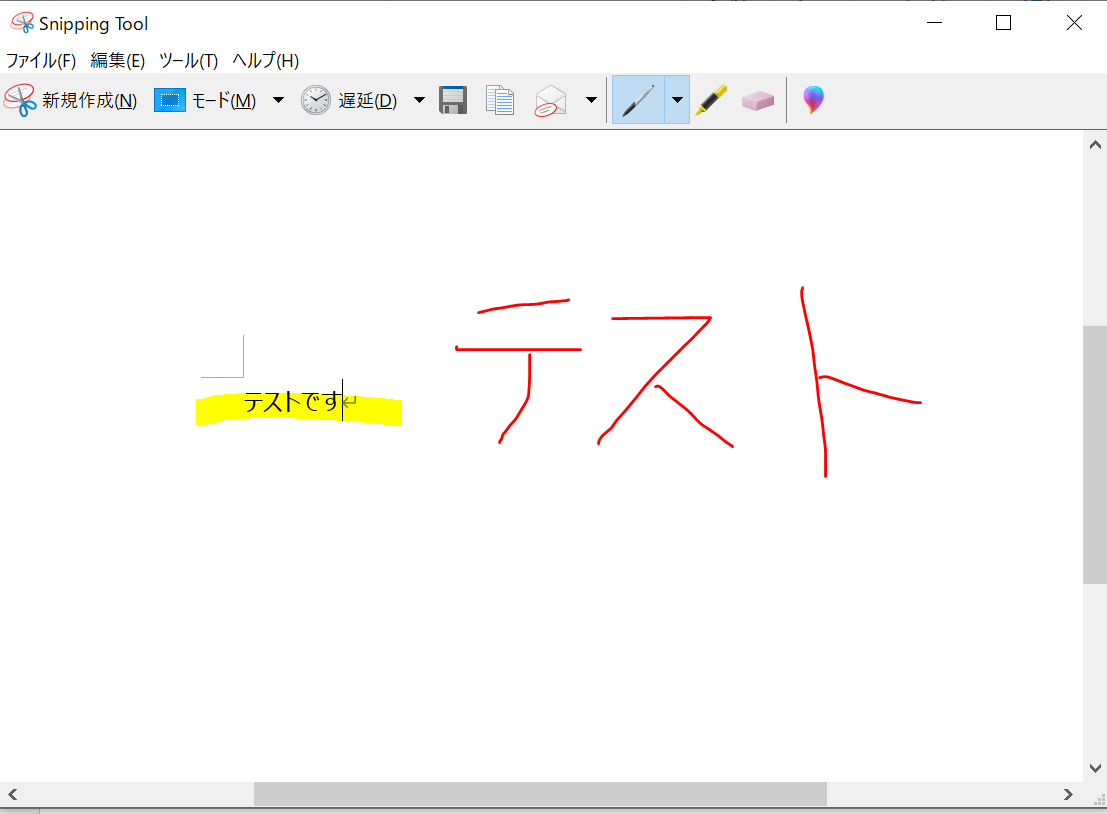 Snipping Tool
ファイル(F) 編集(E) ツール(T) ヘルプ(H)
新規作成(N) モード(M) 遅延(D)
テスト
テストです↵